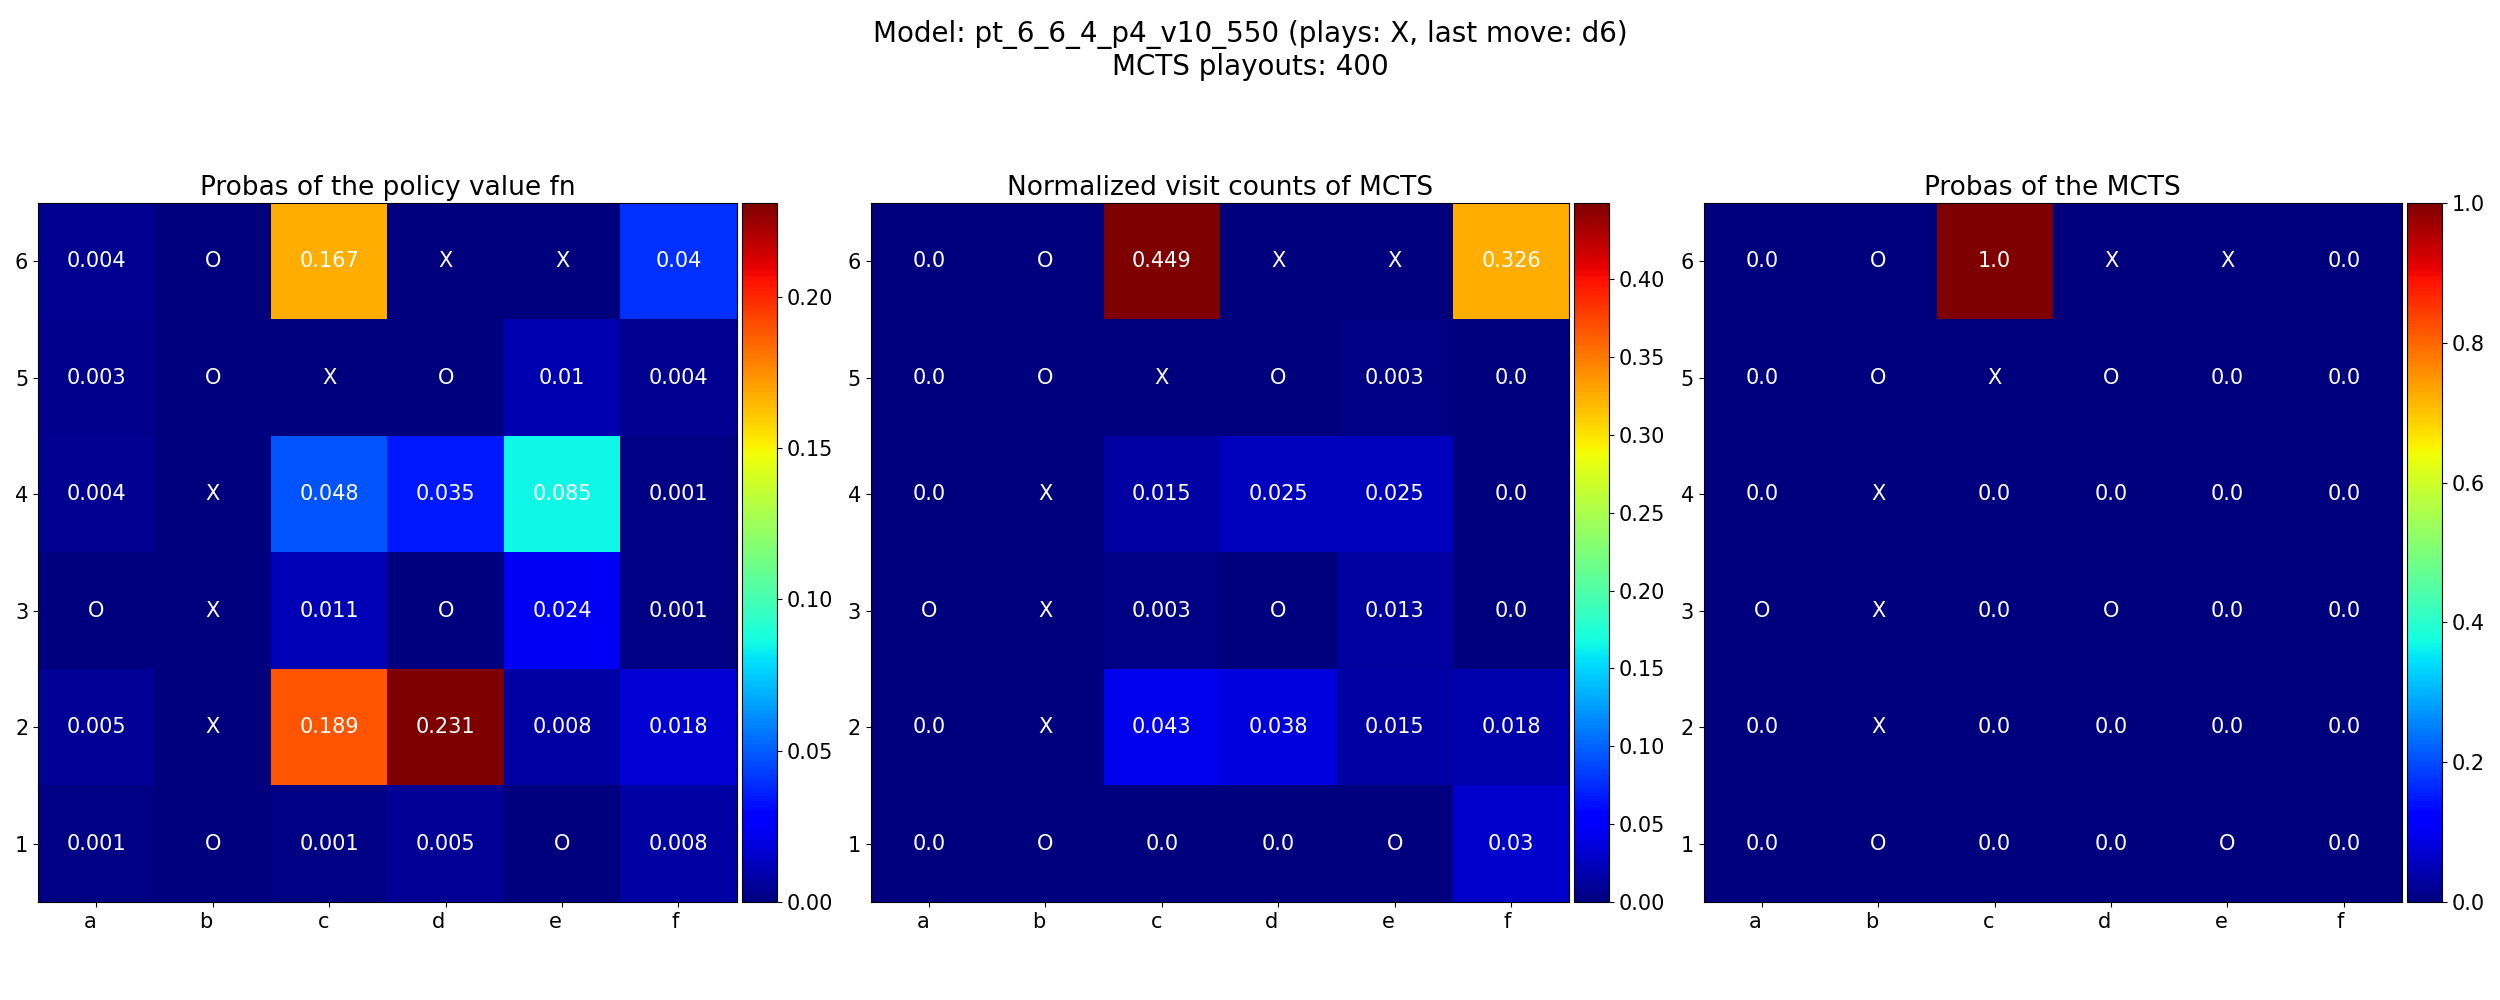 Model: pt_6_6_4_p4_v10_550 (plays: X, last move: d6)
MCTS playouts: 400
Probas of the policy value fn
6 0.004 O 0.167 X X 0.04
5 0.003 O X O 0.01 0.004
4 0.004 X 0.048 0.035 0.085 0.001
3 O X 0.011 O 0.024 0.001
2 0.005 X 0.189 0.231 0.008 0.018
1 0.001 O 0.001 0.005 O 0.008
a b c d e f
0.20
0.15
0.10
0.05
0.00
Normalized visit counts of MCTS
6 0.0 O 0.449 X X 0.326
5 0.0 O X O 0.003 0.0
4 0.0 X 0.015 0.025 0.025 0.0
3 O X 0.003 O 0.013 0.0
2 0.0 X 0.043 0.038 0.015 0.018
1 0.0 O 0.0 0.0 O 0.03
a b c d e f
0.40
0.35
0.30
0.25
0.20
0.15
0.10
0.05
0.00
Probas of the MCTS
6 0.0 O 1.0 X X 0.0
5 0.0 O X O 0.0 0.0
4 0.0 X 0.0 0.0 0.0 0.0
3 O X 0.0 O 0.0 0.0
2 0.0 X 0.0 0.0 0.0 0.0
1 0.0 O 0.0 0.0 O 0.0
a b c d e f
1.0
0.8
0.6
0.4
0.2
0.0